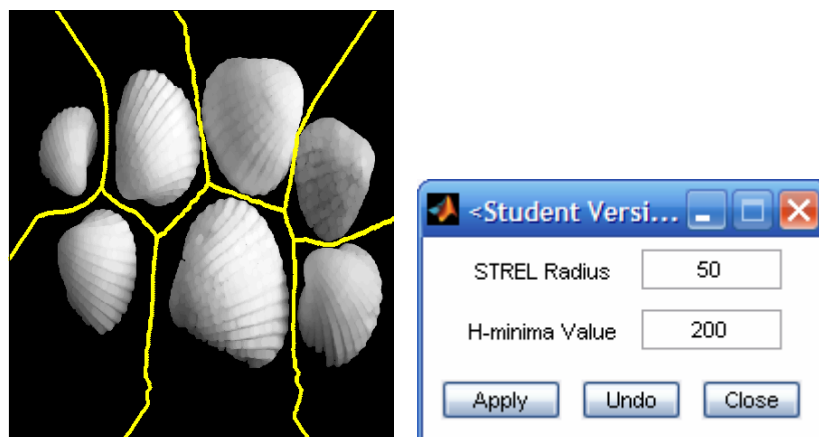 <Student Versi...
STREL Radius 50
H-minima Value 200
Apply Undo Close